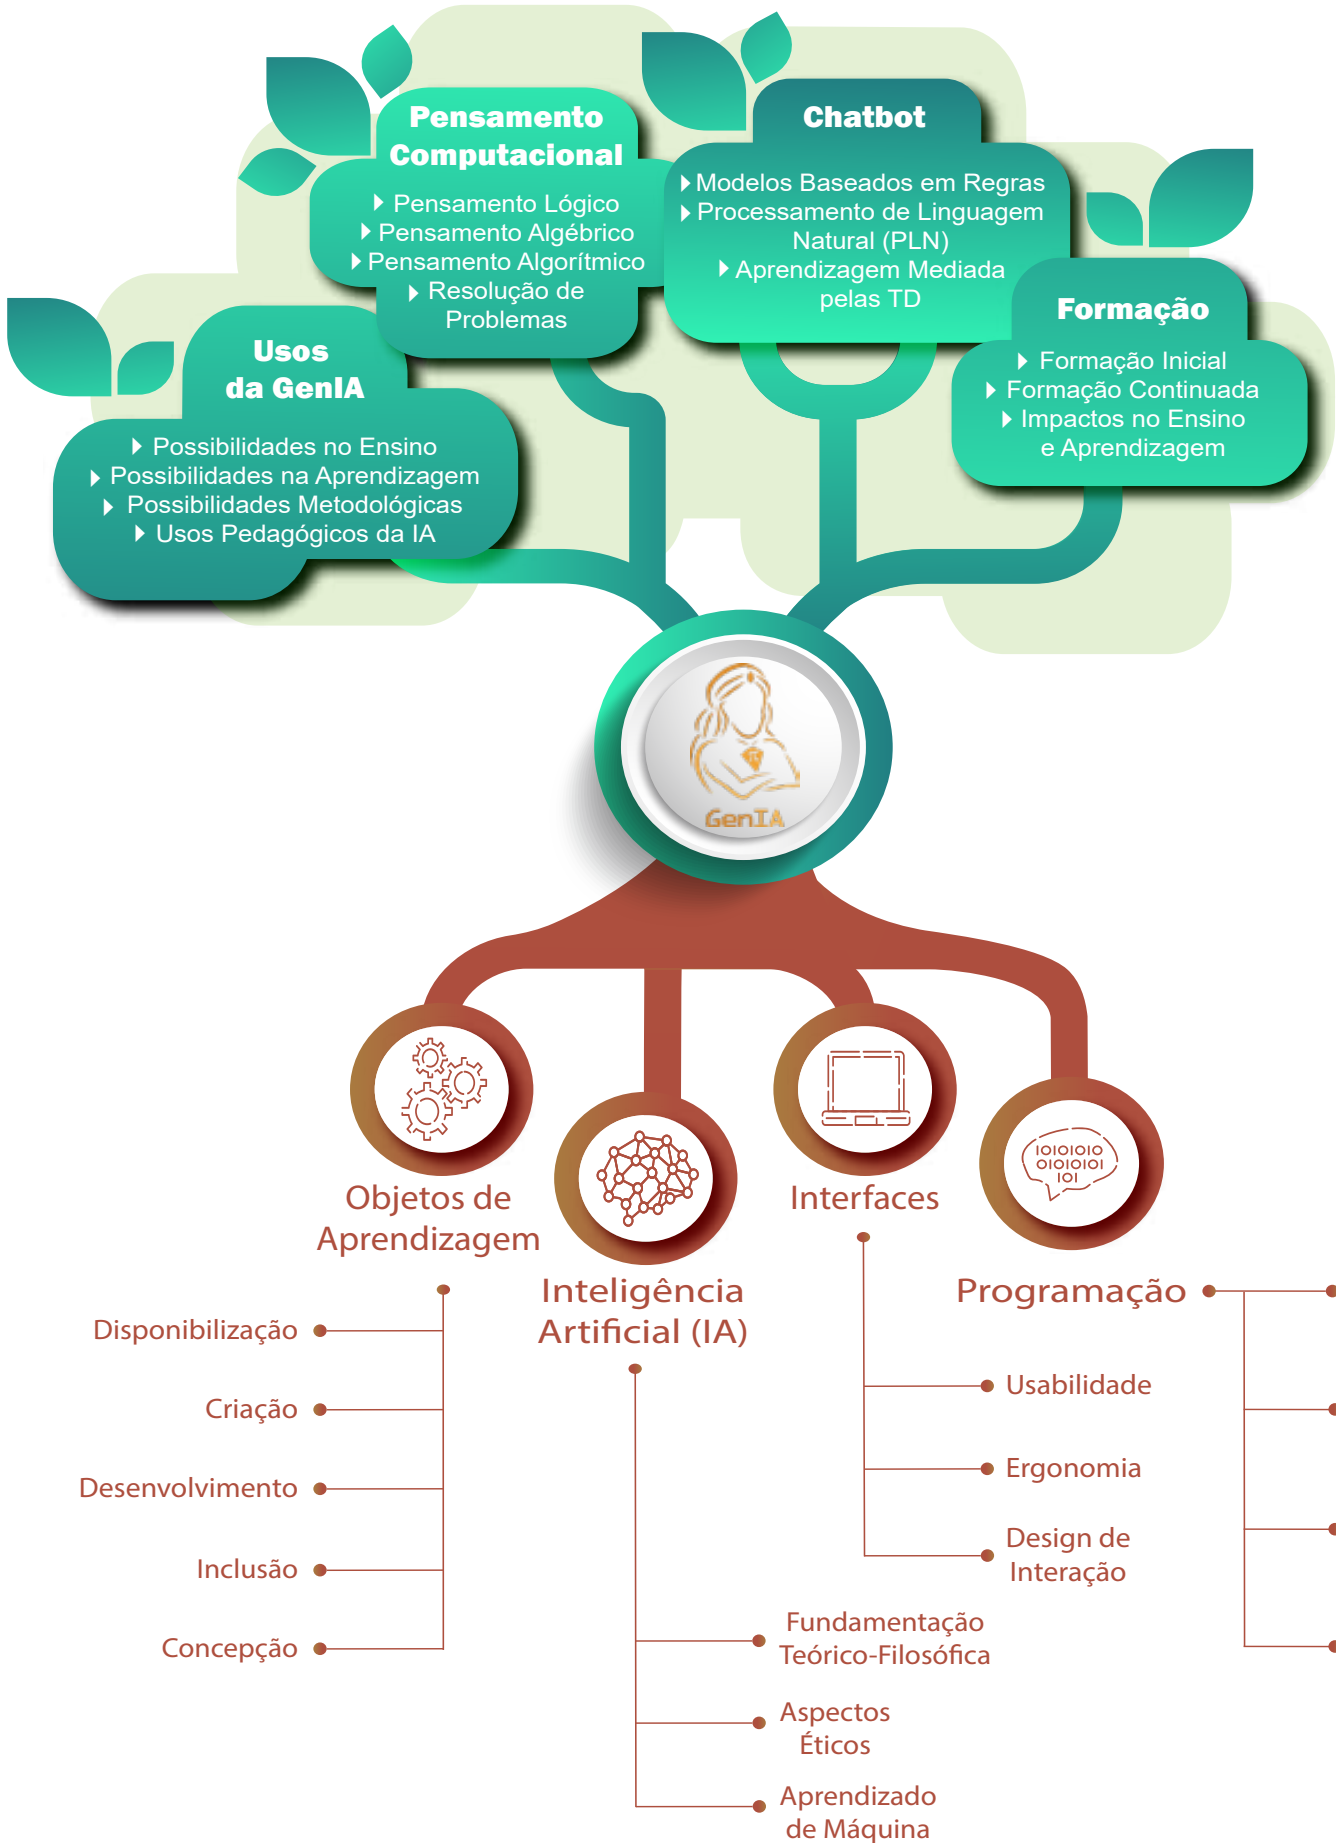 Pensamento
Computacional
Pensamento Lógico
Pensamento Algébrico
Pensamento Algorítmico
Resolução de
Problemas
Chatbot
Modelos Baseados em Regras
Processamento de Linguagem
Natural (PLN)
Aprendizagem Mediada
pelas TD
Usos
da GenIA
Possibilidades no Ensino
Possibilidades na Aprendizagem
Possibilidades Metodológicas
Usos Pedagógicos da IA
Formação
Formação Inicial
Formação Continuada
Impactos no Ensino
e Aprendizagem
GenIA
Objetos de
Aprendizagem
Disponibilização
Criação
Desenvolvimento
Inclusão
Concepção
Inteligência
Artificial (IA)
Fundamentação
Teórico-Filosófica
Aspectos
Éticos
Aprendizado
de Máquina
Interfaces
Usabilidade
Ergonomia
Design de
Interação
IOIOIOIO
OIOIOIOI
IOI
Programação